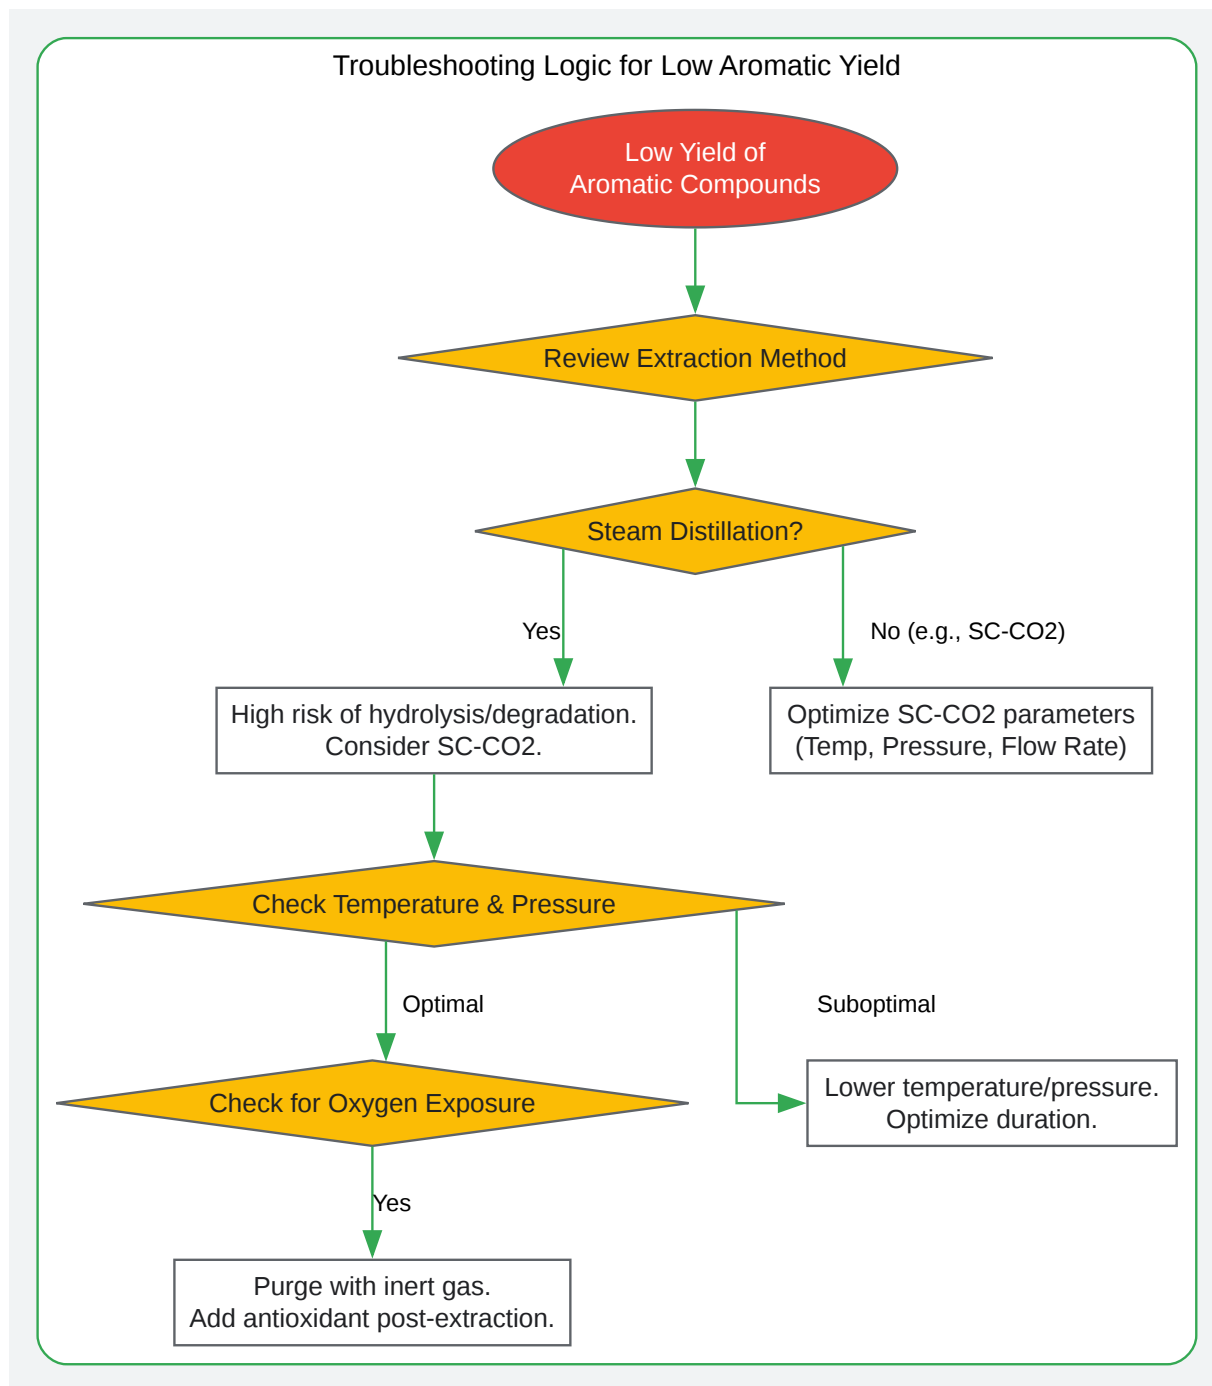 Troubleshooting Logic for Low Aromatic Yield
Low Yield of
Aromatic Compounds
Review Extraction Method
Steam Distillation?
Yes
No (e.g., SC-CO2)
High risk of hydrolysis/degradation.
Consider SC-CO2.
Optimize SC-CO2 parameters
(Temp, Pressure, Flow Rate)
Check Temperature & Pressure
Optimal
Suboptimal
Check for Oxygen Exposure
Lower temperature/pressure.
Optimize duration.
Yes
Purge with inert gas.
Add antioxidant post-extraction.